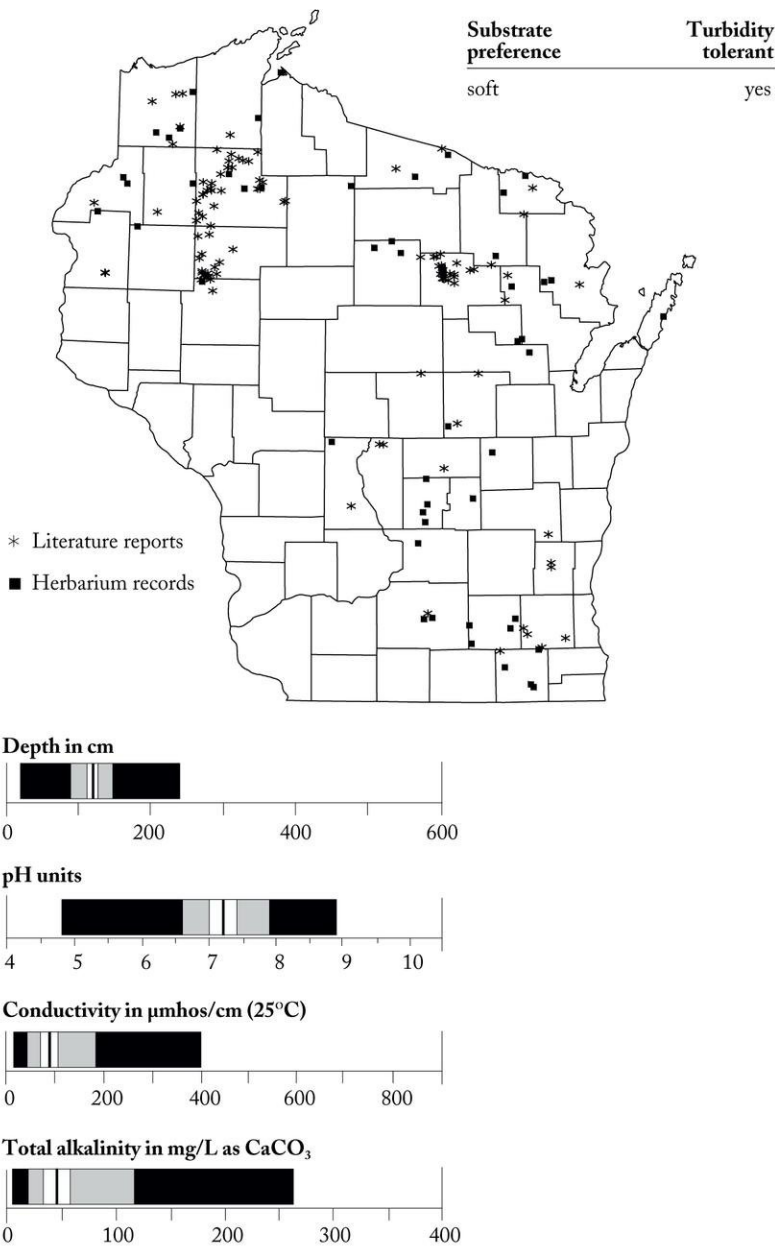 Substrate preference
Turbidity tolerant
soft
yes
Literature reports
Herbarium records
Depth in cm
0 200 400 600
pH units
4 5 6 7 8 9 10
Conductivity in µmhos/cm (25°C)
0 200 400 600 800
Total alkalinity in mg/L as CaCO₃
0 100 200 300 400